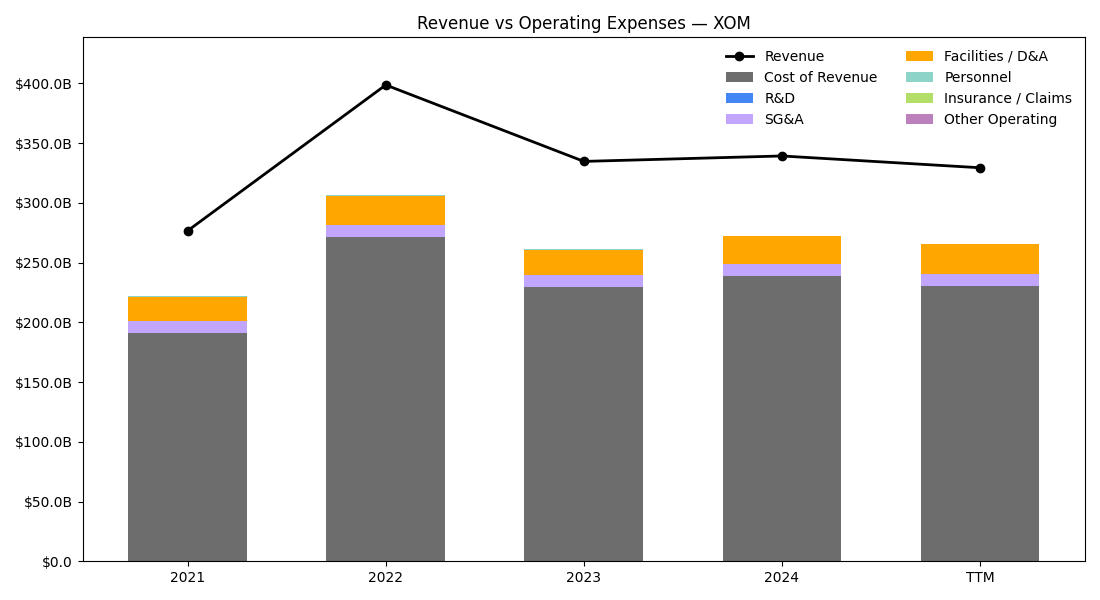 Revenue vs Operating Expenses — XOM
Revenue
Cost of Revenue
R&D
SG&A
Facilities / D&A
Personnel
Insurance / Claims
Other Operating
$400.0B
$350.0B
$300.0B
$250.0B
$200.0B
$150.0B
$100.0B
$50.0B
$0.0
2021
2022
2023
2024
TTM